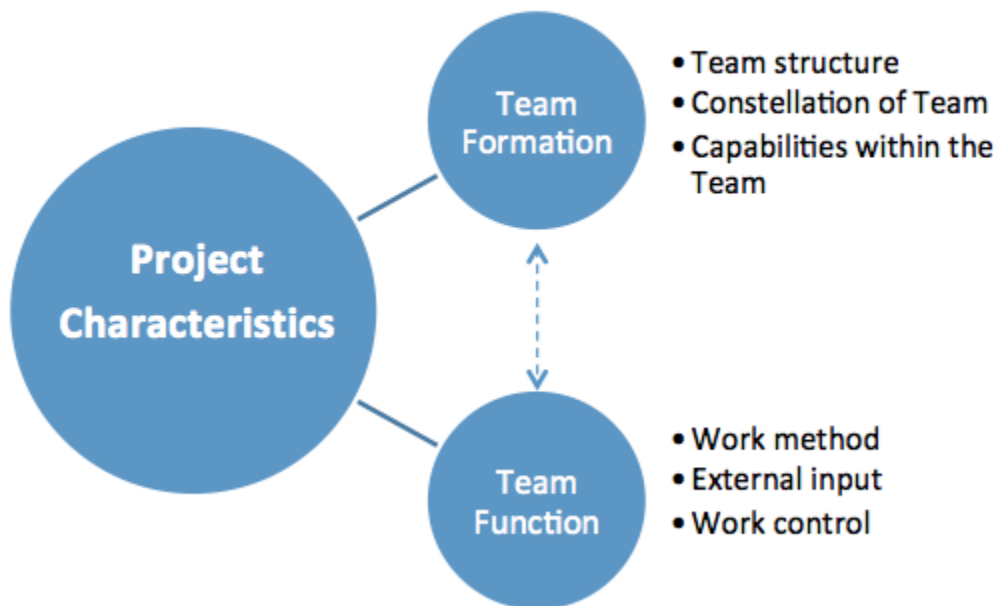 Project
Characteristics
Team
Formation
• Team structure
• Constellation of Team
• Capabilities within the
Team
Team
Function
• Work method
• External input
• Work control